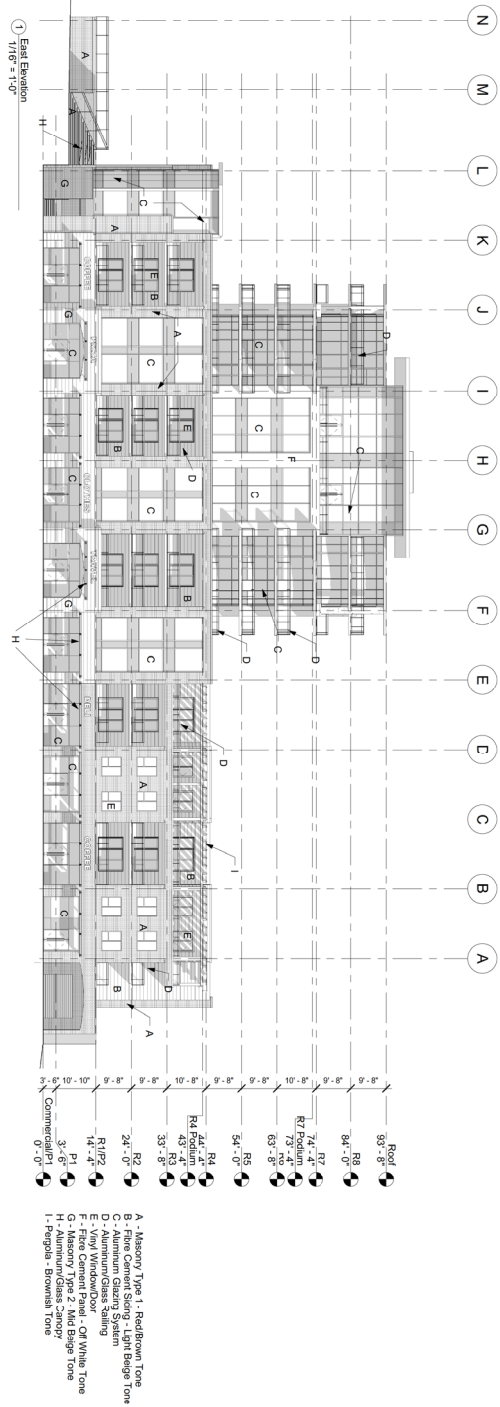 N
M
L
K
J
I
H
G
F
E
D
C
B
A
Roof
93' - 8"
9' - 8"
R8
84' - 0"
9' - 8"
R7
74' - 4"
R7 Podium
73' - 4"
10' - 8"
63' - 8"
9' - 8"
R5
54' - 0"
9' - 8"
R4
44' - 4"
R4 Podium
43' - 4"
10' - 8"
R3
33' - 8"
9' - 8"
R2
24' - 0"
9' - 8"
R1/P2
14' - 4"
10' - 10"
P1
3' - 6"
3' - 6"
Commercial/P1
0' - 0"
D
C
C
F
C
C
C
D
D
I
A
A
H
G
C
A
E
B
A
C
E
D
B
C
B
C
D
A
E
B
E
A
B
D
A
COFFEE
CLOTHES
DELI
COFFEE
G
C
C
G
H
C
C
C
1
East Elevation
1/16" = 1'-0"
A - Masonry Type 1 - Red/Brown Tone
B - Fibre Cement Siding - Light Beige Tone
C - Aluminum Glazing System
D - Aluminum/Glass Railing
E - Vinyl Window/Door
F - Fibre Cement Panel - Off White Tone
G - Masonry Type 2 - Mid Beige Tone
H - Aluminum/Glass Canopy
I - Pergola - Brownish Tone